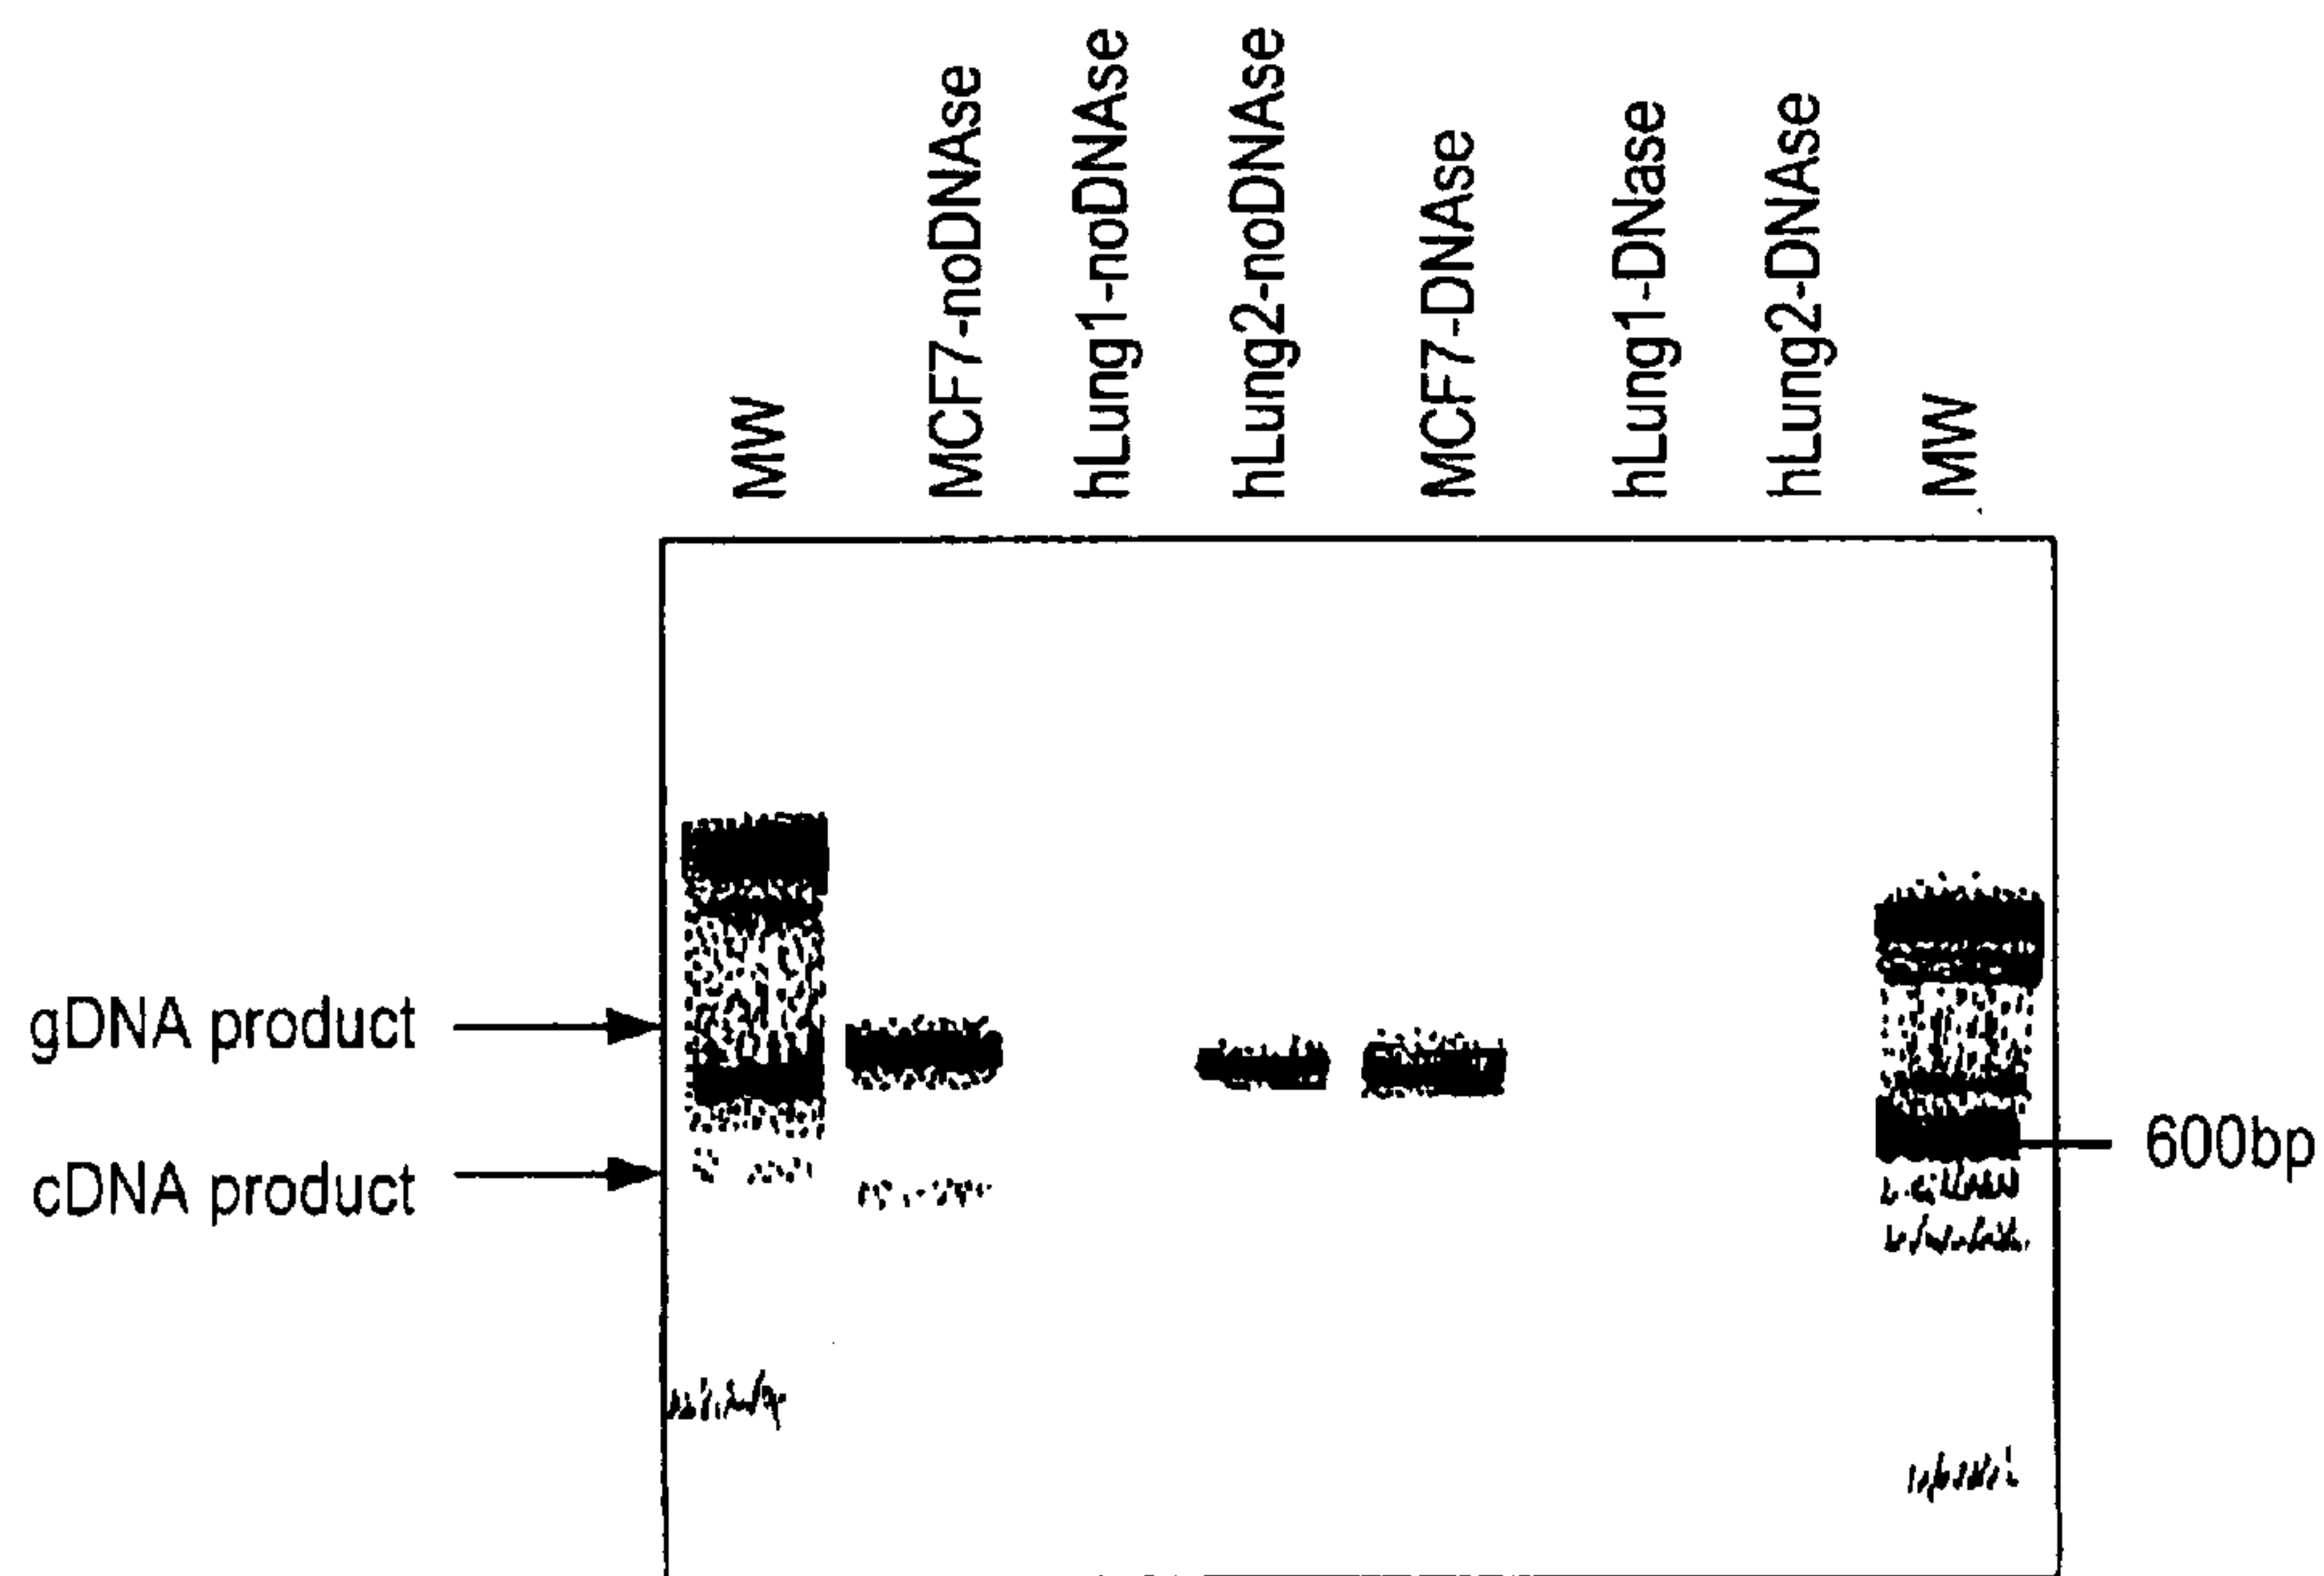 MW
MCF7-noDNAse
hLung1-noDNAse
hLung2-noDNAse
MCF7-DNAse
hLung1-DNase
hLung2-DNAse
MW
gDNA product
cDNA product
600bp